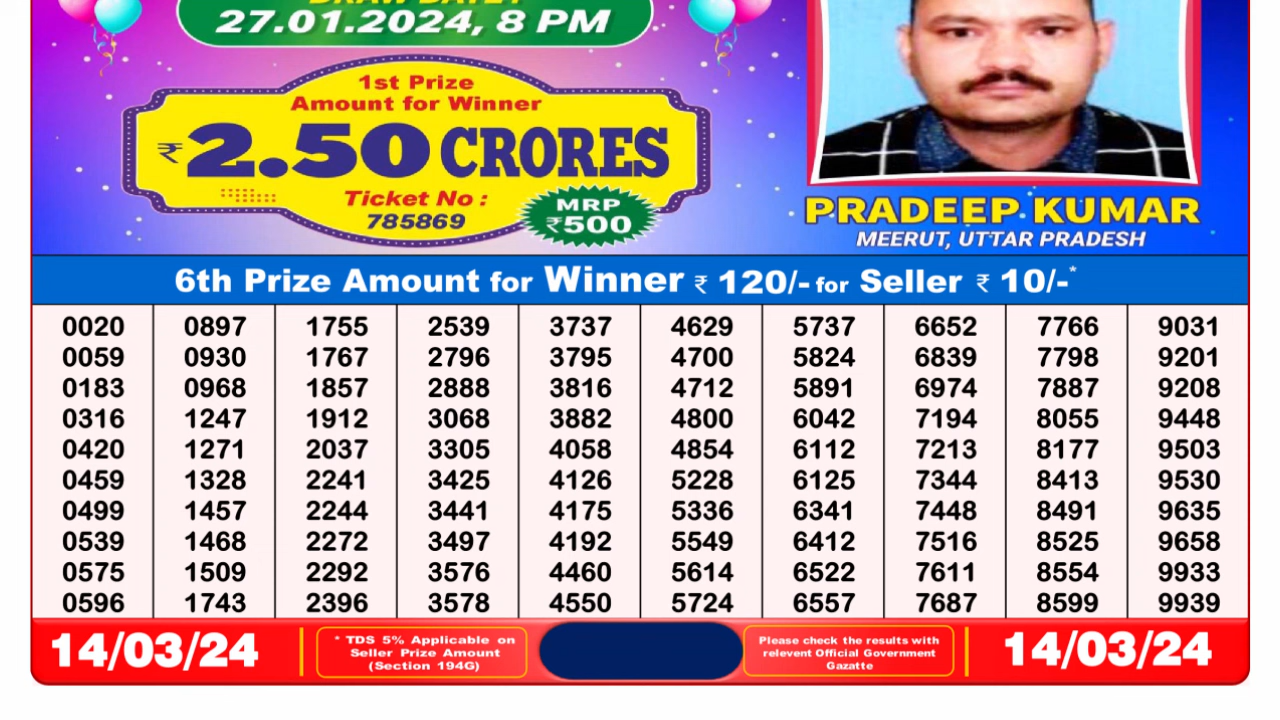 DRAW DATE:
27.01.2024, 8 PM
1st Prize
Amount for Winner
₹2.50 CRORES
Ticket No :
785869
MRP
₹500
PRADEEP KUMAR
MEERUT, UTTAR PRADESH
6th Prize Amount for Winner ₹ 120/- for Seller ₹ 10/-*
0020 0897 1755 2539 3737 4629 5737 6652 7766 9031
0059 0930 1767 2796 3795 4700 5824 6839 7798 9201
0183 0968 1857 2888 3816 4712 5891 6974 7887 9208
0316 1247 1912 3068 3882 4800 6042 7194 8055 9448
0420 1271 2037 3305 4058 4854 6112 7213 8177 9503
0459 1328 2241 3425 4126 5228 6125 7344 8413 9530
0499 1457 2244 3441 4175 5336 6341 7448 8491 9635
0539 1468 2272 3497 4192 5549 6412 7516 8525 9658
0575 1509 2292 3576 4460 5614 6522 7611 8554 9933
0596 1743 2396 3578 4550 5724 6557 7687 8599 9939
14/03/24
* TDS 5% Applicable on
Seller Prize Amount
(Section 194G)
Please check the results with
relevent Official Government
Gazatte
14/03/24